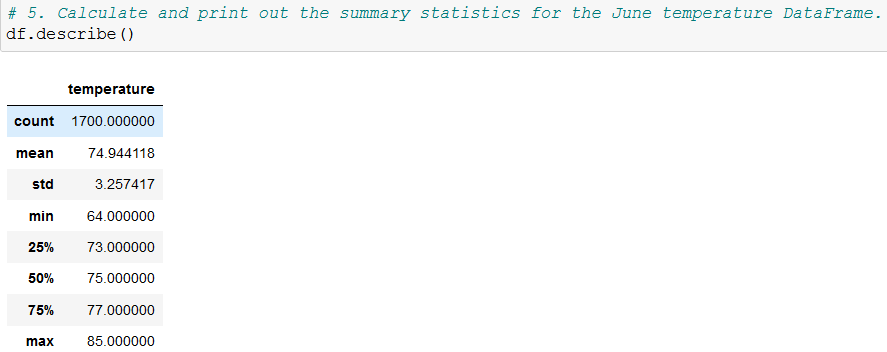 # 5. Calculate and print out the summary statistics for the June temperature DataFrame.
df.describe()
temperature
count 1700.000000
mean 74.944118
std 3.257417
min 64.000000
25% 73.000000
50% 75.000000
75% 77.000000
max 85.000000